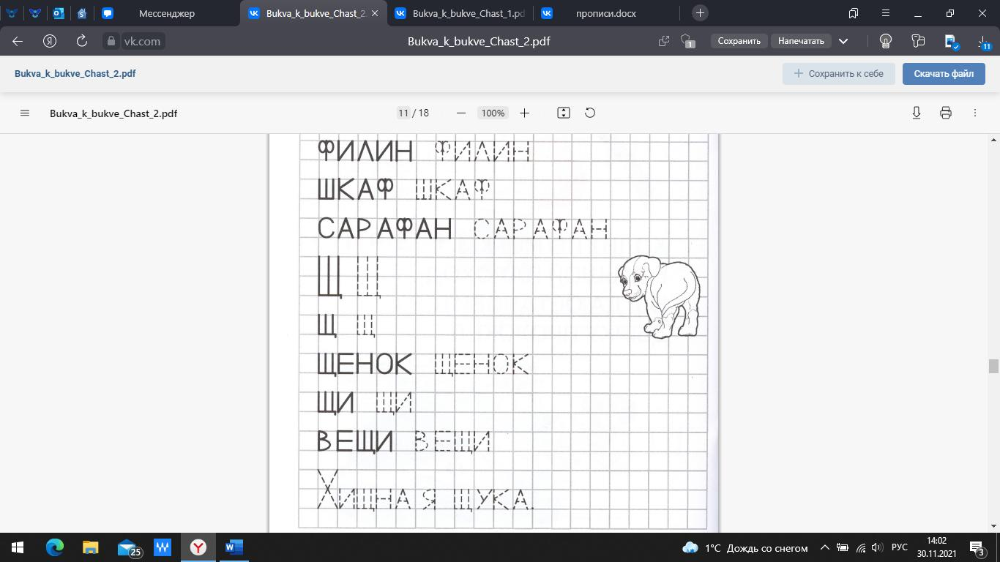 Мессенджер Bukva_k_bukve_Chast_2. Bukva_k_bukve_Chast_1.pd прописи.docx
vk.com Bukva_k_bukve_Chast_2.pdf 1 Сохранить Напечатать 11
Bukva_k_bukve_Chast_2.pdf + Сохранить к себе Скачать файл
Bukva_k_bukve_Chast_2.pdf 11 / 18 — 100% +
ФИЛИН ФИЛИН
ШКАФ ШКАФ
САРАФАН САРАФАН
Щ Щ
Щ Щ
ЩЕНОК ЩЕНОК
ЩИ ЩИ
ВЕЩИ ВЕЩИ
ХИЩНАЯ ЩУКА.
25 1°C Дождь со снегом РУС 14:02
30.11.2021 3